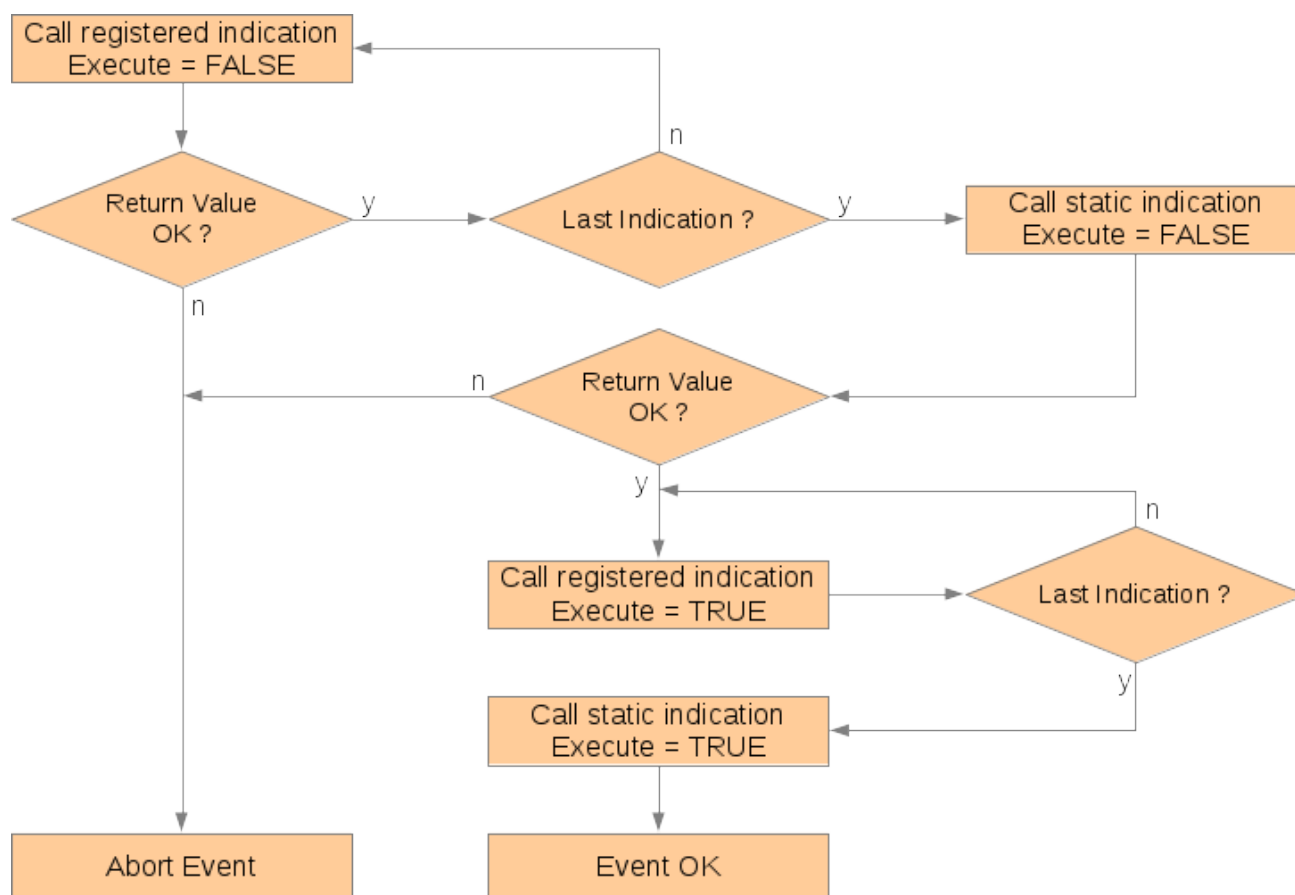 Call registered indication
Execute = FALSE
n
Return Value
OK ?
y
Last Indication ?
y
Call static indication
Execute = FALSE
n
n
Return Value
OK ?
y
n
Call registered indication
Execute = TRUE
Last Indication ?
y
Call static indication
Execute = TRUE
Abort Event
Event OK